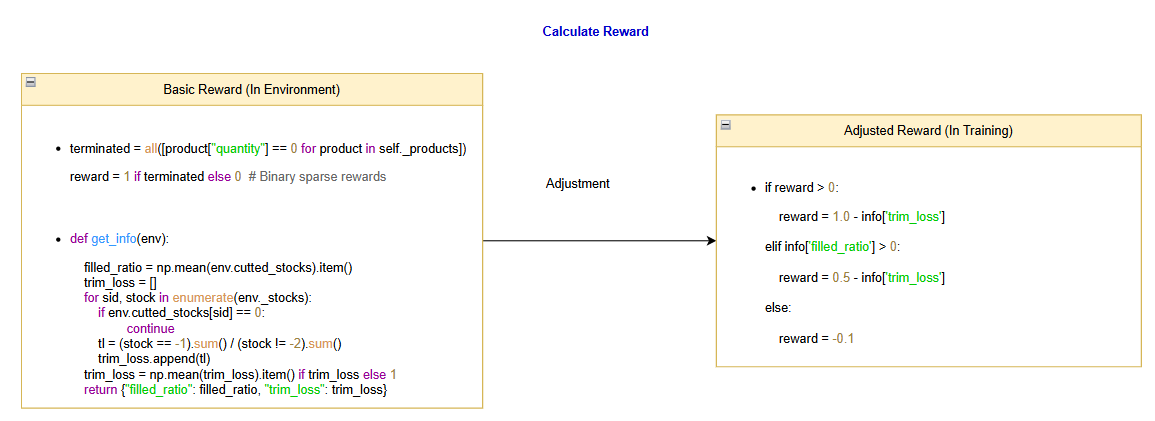 Calculate Reward
Basic Reward (In Environment)
• terminated = all([product["quantity"] == 0 for product in self._products])
reward = 1 if terminated else 0  # Binary sparse rewards
• def get_info(env):
filled_ratio = np.mean(env.cutted_stocks).item()
trim_loss = []
for sid, stock in enumerate(env._stocks):
if env.cutted_stocks[sid] == 0:
continue
tl = (stock == -1).sum() / (stock != -2).sum()
trim_loss.append(tl)
trim_loss = np.mean(trim_loss).item() if trim_loss else 1
return {"filled_ratio": filled_ratio, "trim_loss": trim_loss}
Adjustment
Adjusted Reward (In Training)
• if reward > 0:
reward = 1.0 - info['trim_loss']
elif info['filled_ratio'] > 0:
reward = 0.5 - info['trim_loss']
else:
reward = -0.1